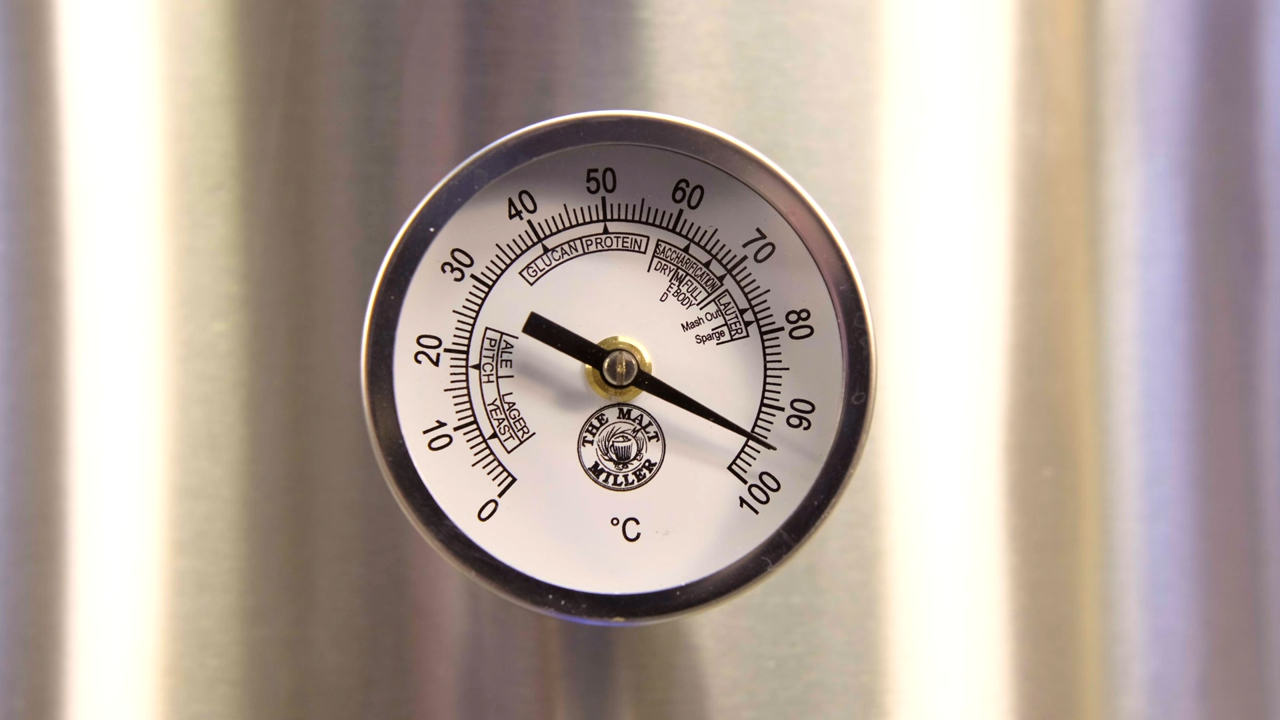 0
10
20
30
40
50
60
70
80
90
100
ALE LAGER
PITCH YEAST
GLUCAN PROTEIN
SACCHARIFICATION
DRY MED FULL
BODY
LAUTER
Mash Out
Sparge
THE MALT
MILLER
°C